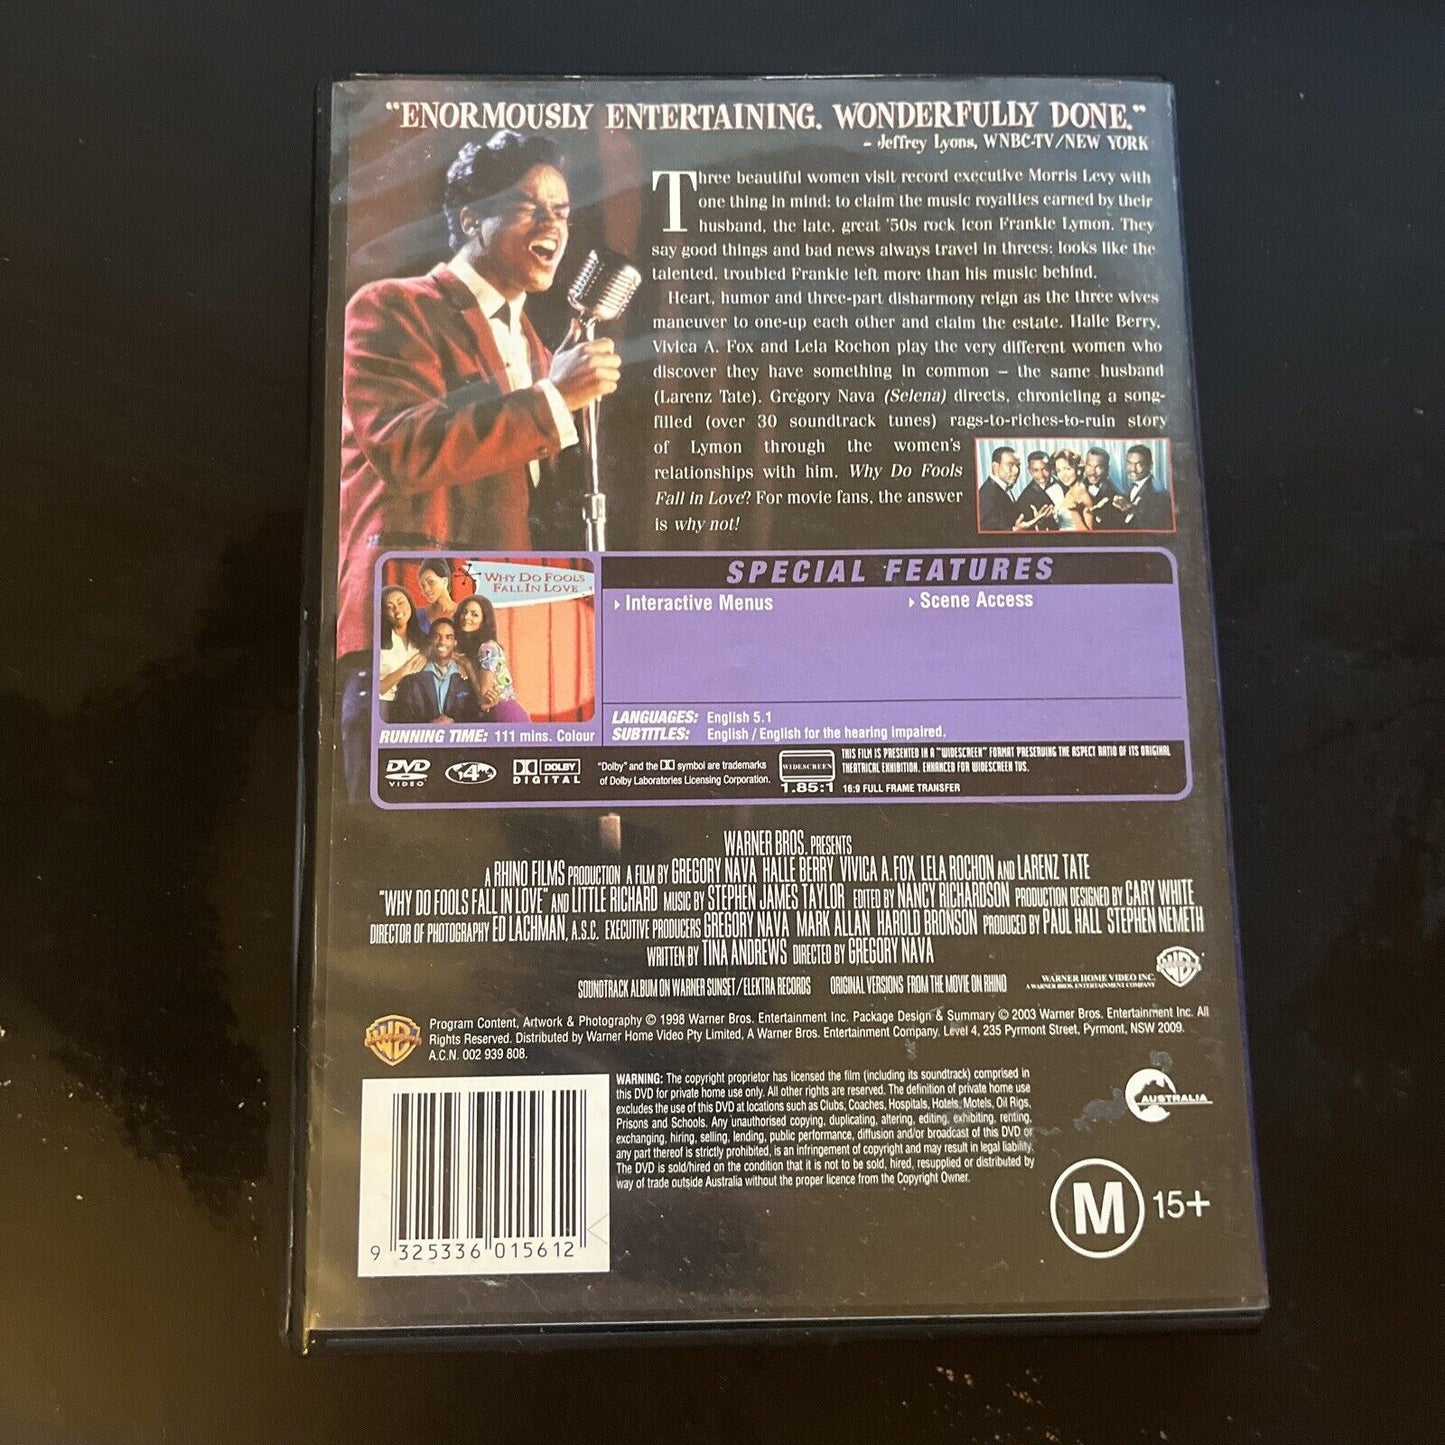 “ENORMOUSLY ENTERTAINING. WONDERFULLY DONE.”
– Jeffrey Lyons, WNBC-TV/NEW YORK
Three beautiful women visit record executive Morris Levy with
one thing in mind: to claim the music royalties earned by their
husband, the late, great '50s rock icon Frankie Lymon. They
say good things and bad news always travel in threes: looks like the
talented, troubled Frankie left more than his music behind.
Heart, humor and three-part disharmony reign as the three wives
maneuver to one-up each other and claim the estate. Halle Berry,
Vivica A. Fox and Lela Rochon play the very different women who
discover they have something in common – the same husband
(Larenz Tate). Gregory Nava (Selena) directs, chronicling a song-
filled (over 30 soundtrack tunes) rags-to-riches-to-ruin story
of Lymon through the women's
relationships with him. Why Do Fools
Fall in Love? For movie fans, the answer
is why not!
WHY DO FOOLS
FALL IN LOVE
SPECIAL FEATURES
Interactive Menus
Scene Access
LANGUAGES: English 5.1
SUBTITLES: English / English for the hearing impaired.
RUNNING TIME: 111 mins. Colour
DVD
VIDEO
4
DOLBY
DIGITAL
"Dolby" and the DD symbol are trademarks
of Dolby Laboratories Licensing Corporation.
WIDESCREEN
1.85:1
THIS FILM IS PRESENTED IN A "WIDESCREEN" FORMAT PRESERVING THE ASPECT RATIO OF ITS ORIGINAL
THEATRICAL EXHIBITION. ENHANCED FOR WIDESCREEN TVS.
16:9 FULL FRAME TRANSFER
WARNER BROS. PRESENTS
A RHINO FILMS PRODUCTION A FILM BY GREGORY NAVA HALLE BERRY VIVICA A. FOX LELA ROCHON AND LARENZ TATE
"WHY DO FOOLS FALL IN LOVE" AND LITTLE RICHARD MUSIC BY STEPHEN JAMES TAYLOR EDITED BY NANCY RICHARDSON PRODUCTION DESIGNED BY CARY WHITE
DIRECTOR OF PHOTOGRAPHY ED LACHMAN, A.S.C. EXECUTIVE PRODUCERS GREGORY NAVA MARK ALLAN HAROLD BRONSON PRODUCED BY PAUL HALL STEPHEN NEMETH
WRITTEN BY TINA ANDREWS DIRECTED BY GREGORY NAVA
SOUNDTRACK ALBUM ON WARNER SUNSET/ELEKTRA RECORDS ORIGINAL VERSIONS FROM THE MOVIE ON RHINO
WARNER HOME VIDEO INC.
A WARNER BROS. ENTERTAINMENT COMPANY
Program Content, Artwork & Photography © 1998 Warner Bros. Entertainment Inc. Package Design & Summary © 2003 Warner Bros. Entertainment Inc. All
Rights Reserved. Distributed by Warner Home Video Pty Limited, A Warner Bros. Entertainment Company. Level 4, 235 Pyrmont Street, Pyrmont, NSW 2009.
A.C.N. 002 939 808.
WARNING: The copyright proprietor has licensed the film (including its soundtrack) comprised in
this DVD for private home use only. All other rights are reserved. The definition of private home use
excludes the use of this DVD at locations such as Clubs, Coaches, Hospitals, Hotels, Motels, Oil Rigs,
Prisons and Schools. Any unauthorised copying, duplicating, altering, editing, exhibiting, renting,
exchanging, hiring, selling, lending, public performance, diffusion and/or broadcast of this DVD or
any part thereof is strictly prohibited, is an infringement of copyright and may result in legal liability.
The DVD is sold/hired on the condition that it is not to be sold, hired, resupplied or distributed by
way of trade outside Australia without the proper licence from the Copyright Owner.
AUSTRALIA
M 15+
9 325336 015612